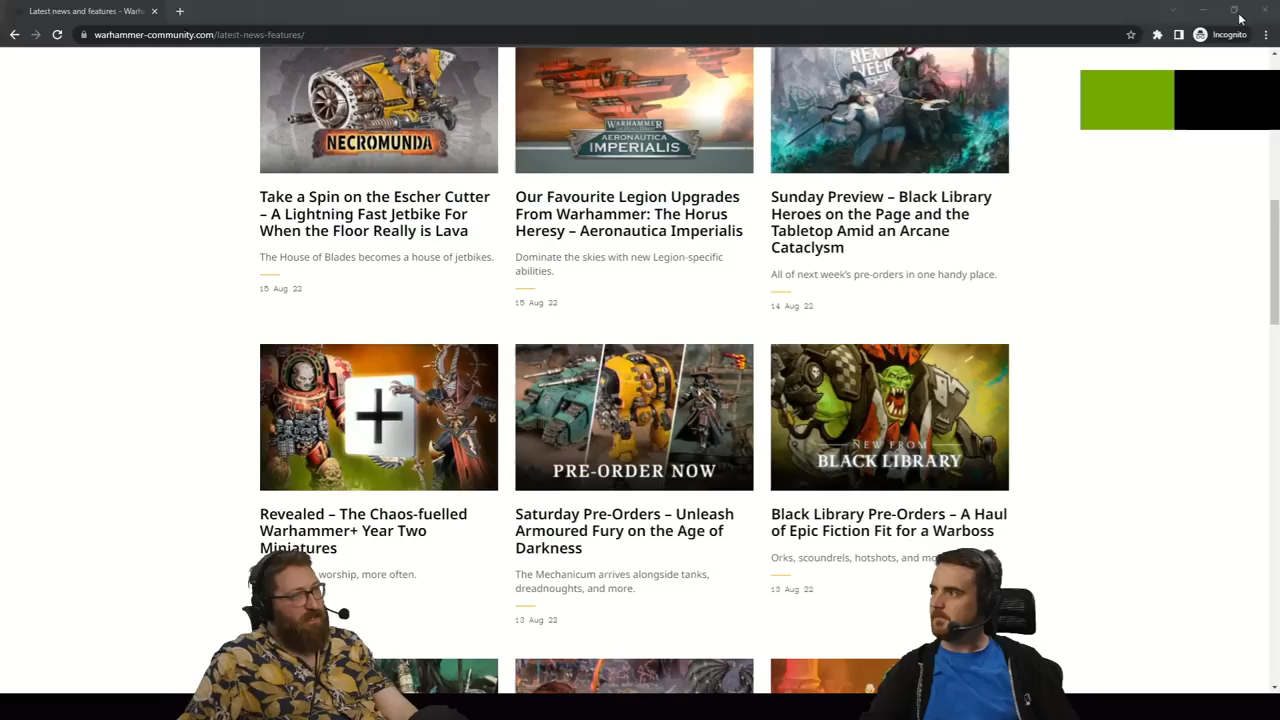 Latest news and features - Warh
warhammer-community.com/latest-news-features/
Incognito
NECROMUNDA
WARHAMMER
AERONAUTICA
IMPERIALIS
NEXT
WEEK
Take a Spin on the Escher Cutter
– A Lightning Fast Jetbike For
When the Floor Really is Lava
The House of Blades becomes a house of jetbikes.
15 Aug 22
Our Favourite Legion Upgrades
From Warhammer: The Horus
Heresy – Aeronautica Imperialis
Dominate the skies with new Legion-specific
abilities.
15 Aug 22
Sunday Preview – Black Library
Heroes on the Page and the
Tabletop Amid an Arcane
Cataclysm
All of next week's pre-orders in one handy place.
14 Aug 22
PRE-ORDER NOW
NEW FROM
BLACK LIBRARY
Revealed – The Chaos-fuelled
Warhammer+ Year Two
Miniatures
worship, more often.
Saturday Pre-Orders – Unleash
Armoured Fury on the Age of
Darkness
The Mechanicum arrives alongside tanks,
dreadnoughts, and more.
13 Aug 22
Black Library Pre-Orders – A Haul
of Epic Fiction Fit for a Warboss
Orks, scoundrels, hotshots, and mo
13 Aug 22